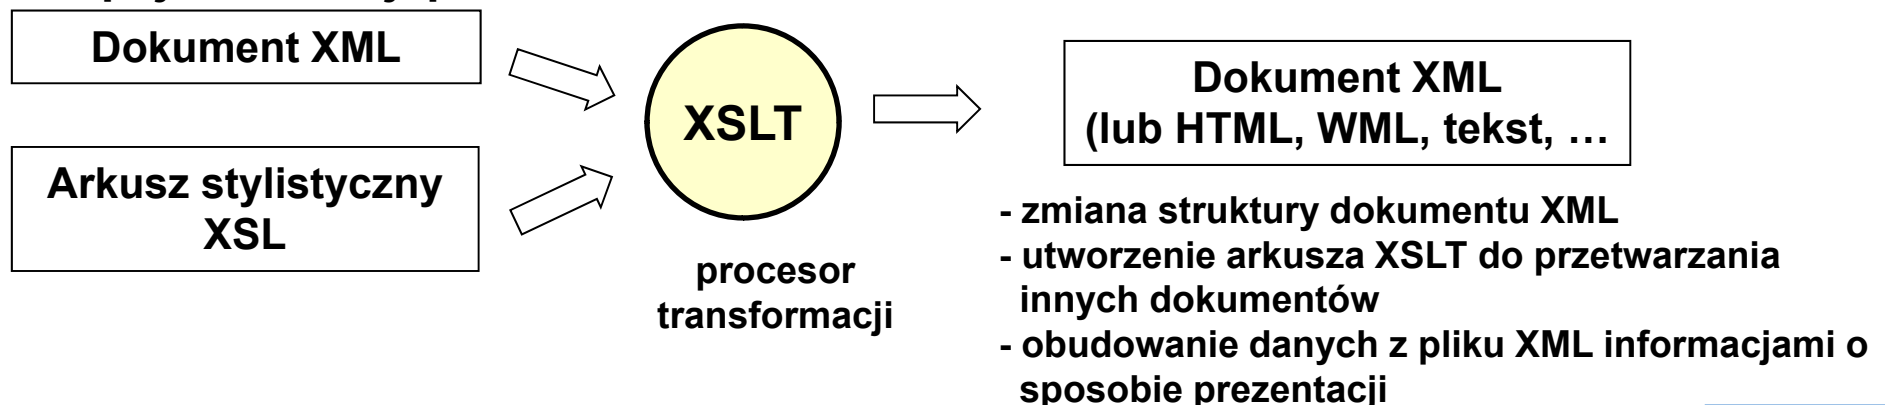 Dokument XML
Arkusz stylistyczny
XSL
XSLT
procesor
transformacji
Dokument XML
(lub HTML, WML, tekst, …
- zmiana struktury dokumentu XML
- utworzenie arkusza XSLT do przetwarzania
innych dokumentów
- obudowanie danych z pliku XML informacjami o
sposobie prezentacji